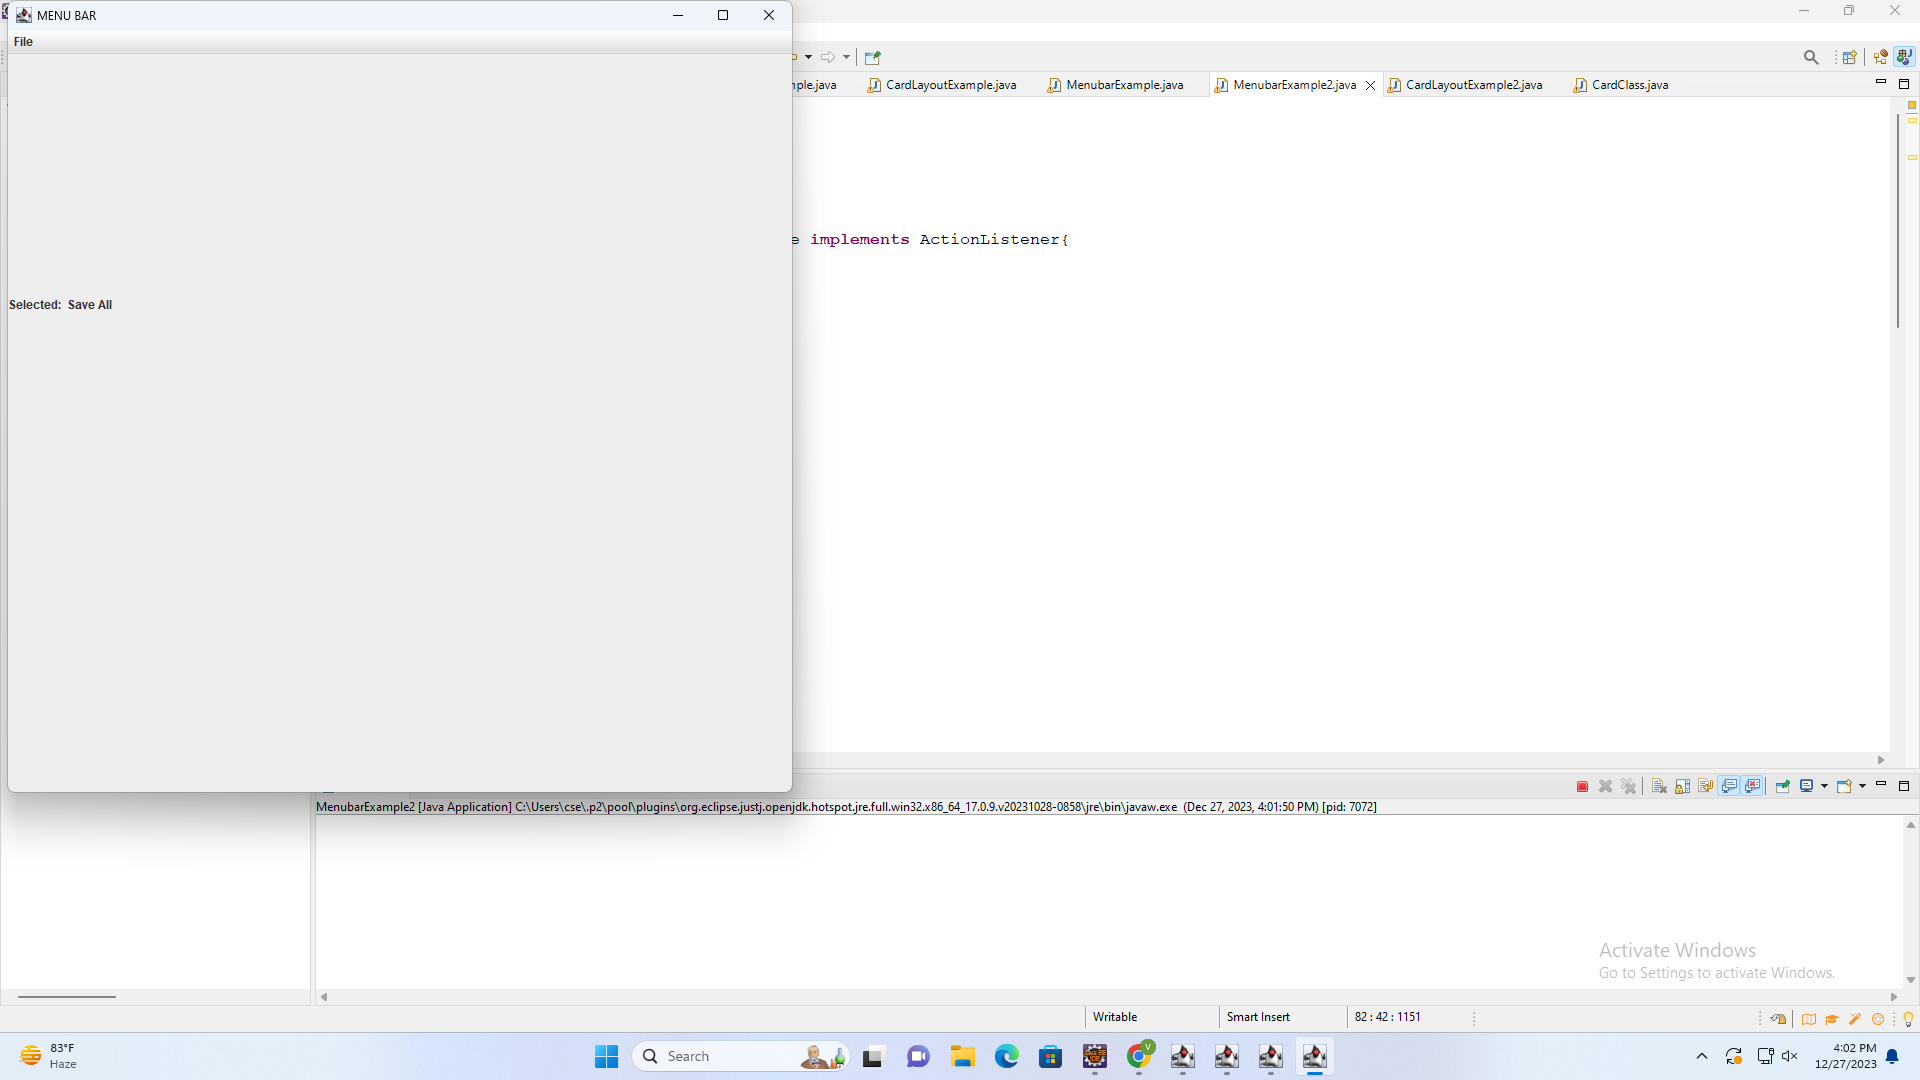 MENU BAR
File
mple.java
CardLayoutExample.java
MenubarExample.java
MenubarExample2.java
CardLayoutExample2.java
CardClass.java
e implements ActionListener{
Selected:  Save All
MenubarExample2 [Java Application] C:\Users\cse\.p2\pool\plugins\org.eclipse.justj.openjdk.hotspot.jre.full.win32.x86_64_17.0.9.v20231028-0858\jre\bin\javaw.exe (Dec 27, 2023, 4:01:50 PM) [pid: 7072]
Activate Windows
Go to Settings to activate Windows.
Writable
Smart Insert
82 : 42 : 1151
83°F
Haze
Search
V
4:02 PM
12/27/2023